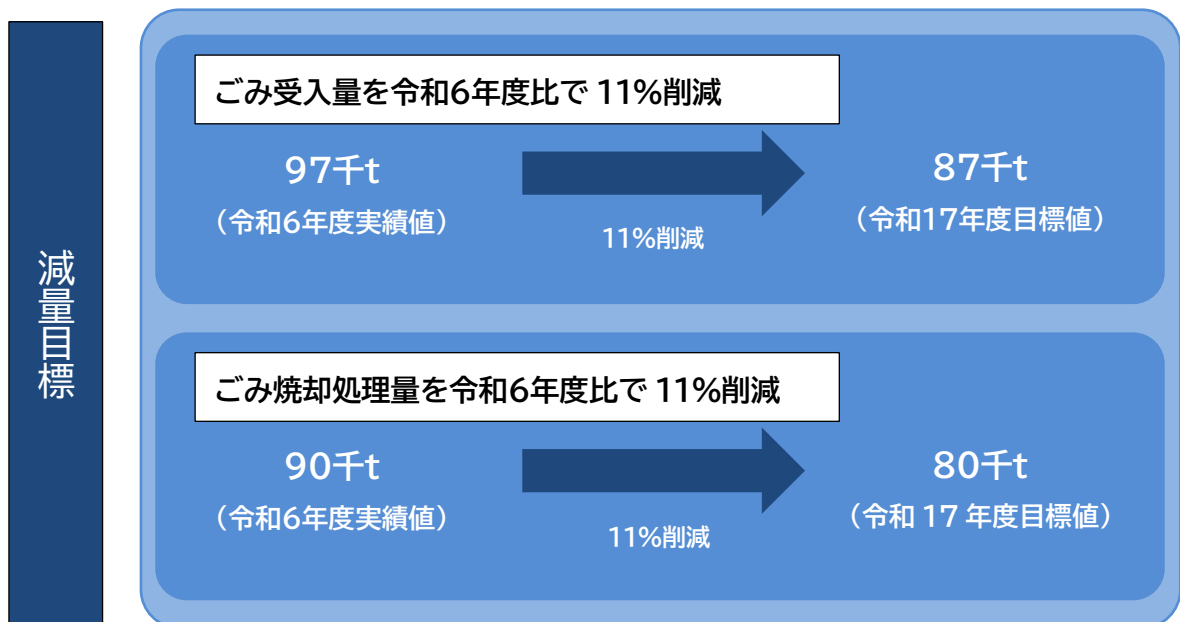 減量目標
ごみ受入量を令和6年度比で 11%削減
97千t
（令和6年度実績値）
11%削減
87千t
（令和17年度目標値）
ごみ焼却処理量を令和6年度比で 11%削減
90千t
（令和6年度実績値）
11%削減
80千t
（令和 17 年度目標値）